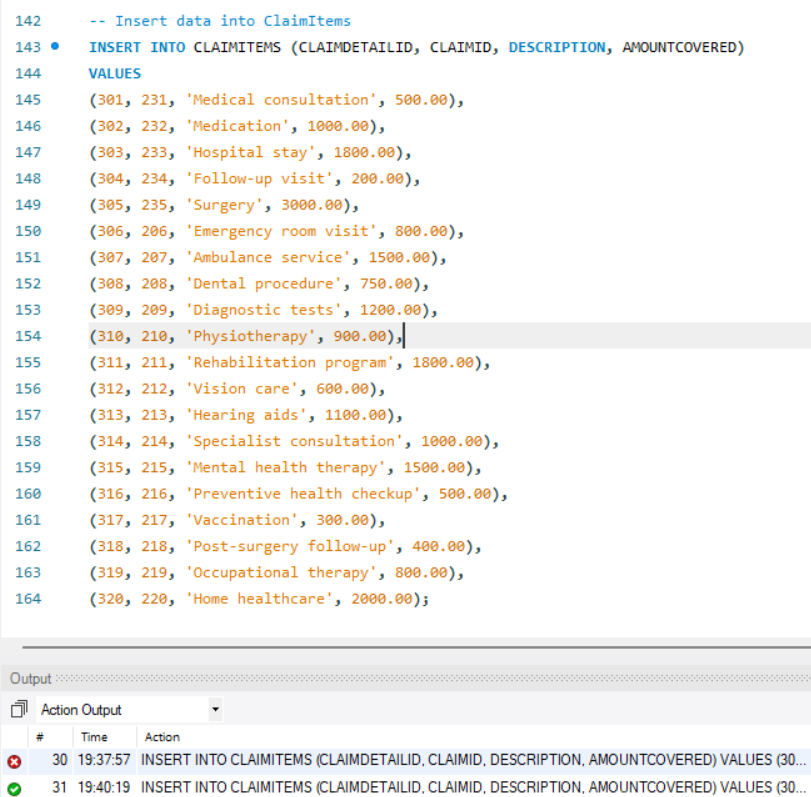 142 -- Insert data into ClaimItems
143 INSERT INTO CLAIMITEMS (CLAIMDETAILID, CLAIMID, DESCRIPTION, AMOUNTCOVERED)
144 VALUES
145 (301, 231, 'Medical consultation', 500.00),
146 (302, 232, 'Medication', 1000.00),
147 (303, 233, 'Hospital stay', 1800.00),
148 (304, 234, 'Follow-up visit', 200.00),
149 (305, 235, 'Surgery', 3000.00),
150 (306, 206, 'Emergency room visit', 800.00),
151 (307, 207, 'Ambulance service', 1500.00),
152 (308, 208, 'Dental procedure', 750.00),
153 (309, 209, 'Diagnostic tests', 1200.00),
154 (310, 210, 'Physiotherapy', 900.00),
155 (311, 211, 'Rehabilitation program', 1800.00),
156 (312, 212, 'Vision care', 600.00),
157 (313, 213, 'Hearing aids', 1100.00),
158 (314, 214, 'Specialist consultation', 1000.00),
159 (315, 215, 'Mental health therapy', 1500.00),
160 (316, 216, 'Preventive health checkup', 500.00),
161 (317, 217, 'Vaccination', 300.00),
162 (318, 218, 'Post-surgery follow-up', 400.00),
163 (319, 219, 'Occupational therapy', 800.00),
164 (320, 220, 'Home healthcare', 2000.00);
Output
Action Output
# Time Action
30 19:37:57 INSERT INTO CLAIMITEMS (CLAIMDETAILID, CLAIMID, DESCRIPTION, AMOUNTCOVERED) VALUES (30...
31 19:40:19 INSERT INTO CLAIMITEMS (CLAIMDETAILID, CLAIMID, DESCRIPTION, AMOUNTCOVERED) VALUES (30...